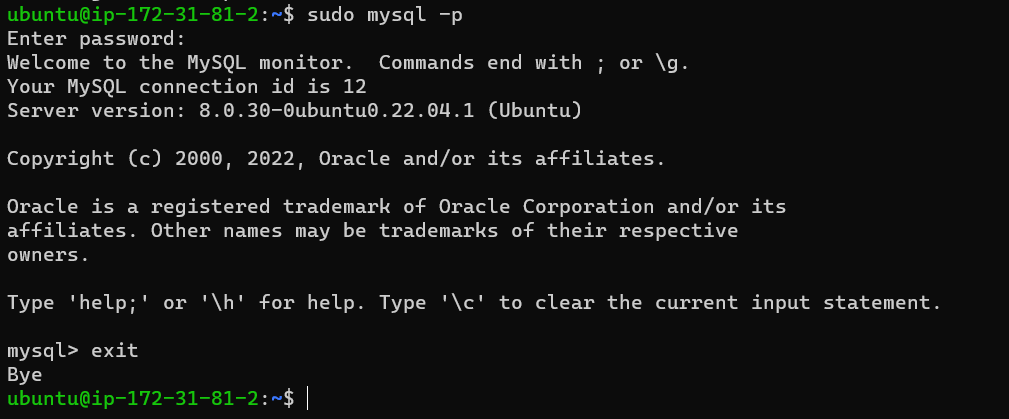 ubuntu@ip-172-31-81-2:~$ sudo mysql -p
Enter password:
Welcome to the MySQL monitor.  Commands end with ; or \g.
Your MySQL connection id is 12
Server version: 8.0.30-0ubuntu0.22.04.1 (Ubuntu)

Copyright (c) 2000, 2022, Oracle and/or its affiliates.

Oracle is a registered trademark of Oracle Corporation and/or its
affiliates. Other names may be trademarks of their respective
owners.

Type 'help;' or '\h' for help. Type '\c' to clear the current input statement.

mysql> exit
Bye
ubuntu@ip-172-31-81-2:~$